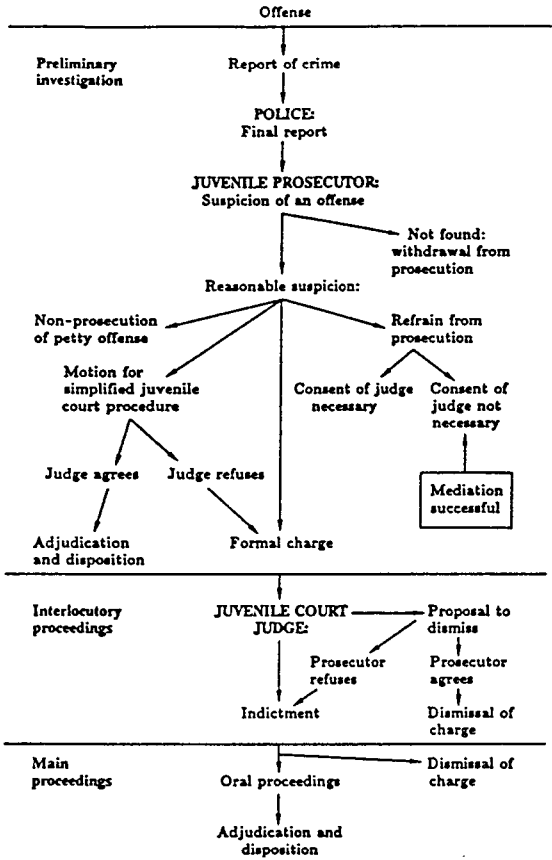 Offense
Preliminary
investigation
Report of crime
POLICE:
Final report
JUVENILE PROSECUTOR:
Suspicion of an offense
Not found:
withdrawal from
prosecution
Reasonable suspicion:
Non-prosecution
of petty offense
Refrain from
prosecution
Motion for
simplified juvenile
court procedure
Consent of judge
necessary
Consent of
judge not
necessary
Judge agrees
Judge refuses
Mediation
successful
Adjudication
and disposition
Formal charge
Interlocutory
proceedings
JUVENILE COURT
JUDGE:
Proposal to
dismiss
Prosecutor
refuses
Prosecutor
agrees
Indictment
Dismissal of
charge
Main
proceedings
Oral proceedings
Dismissal of
charge
Adjudication and
disposition